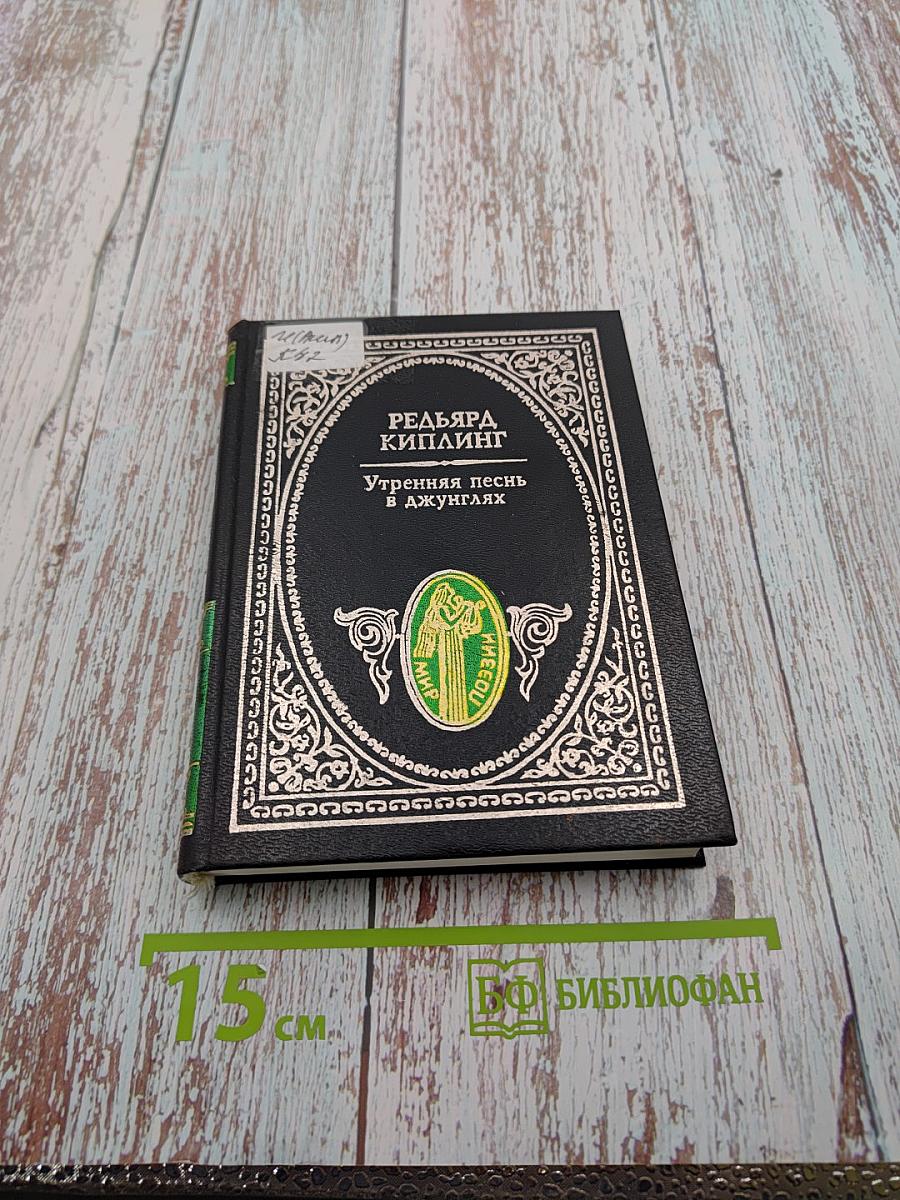 РЕДЬЯРД
КИПЛИНГ
Утренняя песнь
в джунглях
МИР ПОЭЗИИ
15 см
БФ БИБЛИОФАН